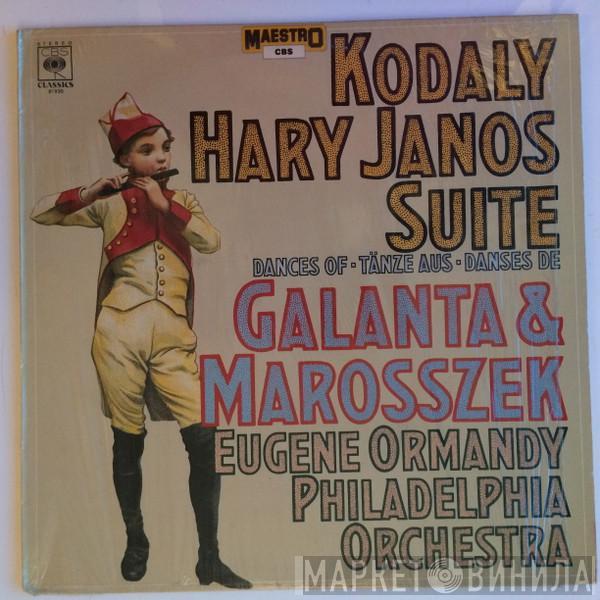 STEREO
CBS
CLASSICS
61930
MAESTRO
CBS
KODALY
HARY JANOS
SUITE
DANCES OF · TÄNZE AUS · DANSES DE
GALANTA &
MAROSSZEK
EUGENE ORMANDY
PHILADELPHIA
ORCHESTRA
МАРКЕТ ВИНИЛА